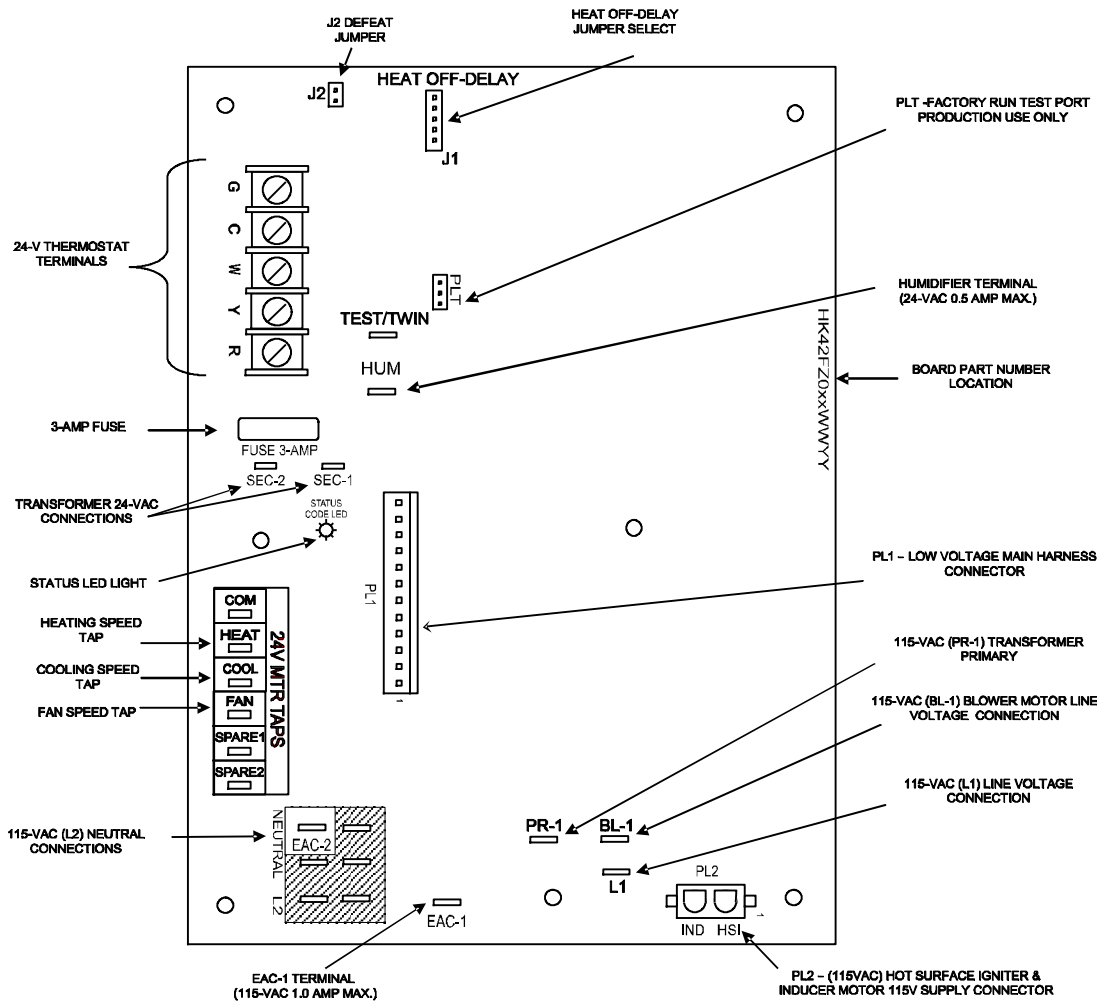 J2 DEFEAT
JUMPER
HEAT OFF-DELAY
JUMPER SELECT
HEAT OFF-DELAY
J2
J1
PLT -FACTORY RUN TEST PORT
PRODUCTION USE ONLY
24-V THERMOSTAT
TERMINALS
G
C
W
Y
R
PLT
TEST/TWIN
HUM
HUMIDIFIER TERMINAL
(24-VAC 0.5 AMP MAX.)
HK42FZ0xxWWYY
BOARD PART NUMBER
LOCATION
3-AMP FUSE
FUSE 3-AMP
SEC-2
SEC-1
TRANSFORMER 24-VAC
CONNECTIONS
STATUS
CODE LED
STATUS LED LIGHT
PL1
1
PL1 – LOW VOLTAGE MAIN HARNESS
CONNECTOR
COM
HEAT
COOL
FAN
SPARE1
SPARE2
24V MTR TAPS
HEATING SPEED
TAP
COOLING SPEED
TAP
FAN SPEED TAP
115-VAC (PR-1) TRANSFORMER
PRIMARY
115-VAC (BL-1) BLOWER MOTOR LINE
VOLTAGE CONNECTION
115-VAC (L1) LINE VOLTAGE
CONNECTION
115-VAC (L2) NEUTRAL
CONNECTIONS
NEUTRAL
L2
EAC-2
EAC-1
PR-1
BL-1
L1
PL2
1
IND
HSI
EAC-1 TERMINAL
(115-VAC 1.0 AMP MAX.)
PL2 – (115VAC) HOT SURFACE IGNITER &
INDUCER MOTOR 115V SUPPLY CONNECTOR